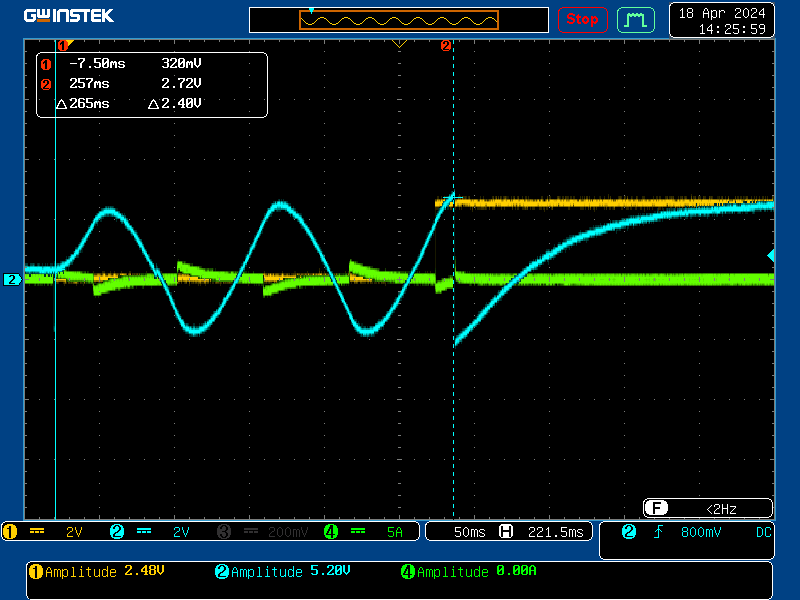 GWINSTEK
Stop
18 Apr 2024
14:25:59
1
2
1 -7.50ms 320mV
2 257ms 2.72V
△265ms △2.40V
2
F <2Hz
1 2V 2 2V 3 200mV 4 5A
50ms H 221.5ms
2 800mV DC
1 Amplitude 2.48V 2 Amplitude 5.20V 4 Amplitude 0.00A